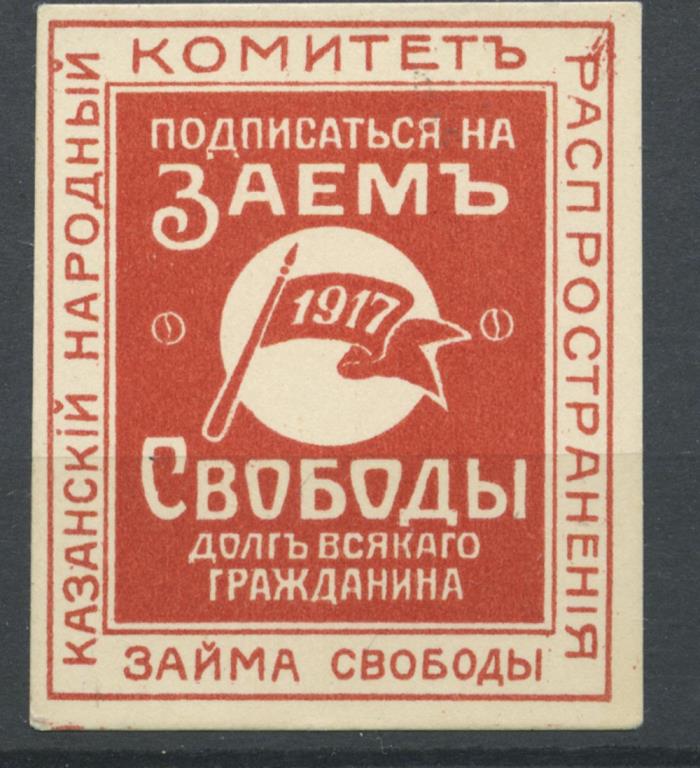 КАЗАНСКІЙ НАРОДНЫЙ
КОМИТЕТЪ
РАСПРОСТРАНЕНІЯ
ЗАЙМА СВОБОДЫ
ПОДПИСАТЬСЯ НА
ЗАЕМЪ
1917
СВОБОДЫ
ДОЛГЪ ВСЯКАГО
ГРАЖДАНИНА